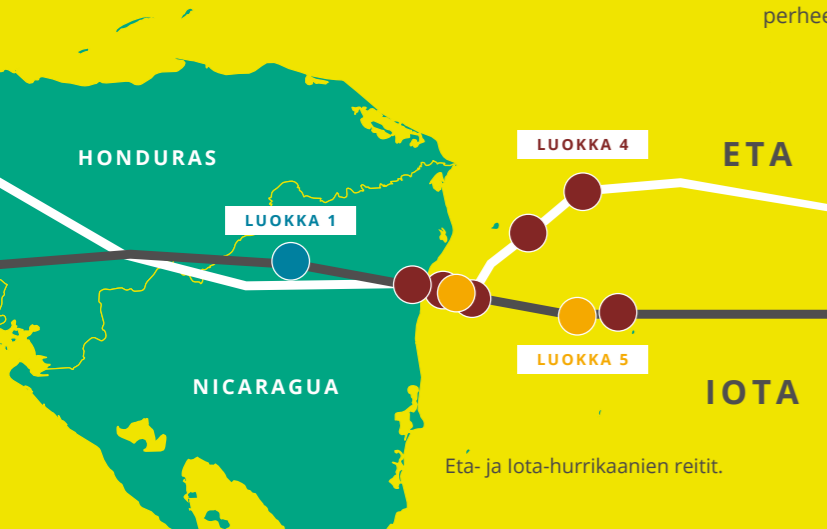 perhee
HONDURAS
LUOKKA 4
ETA
LUOKKA 1
LUOKKA 5
NICARAGUA
IOTA
Eta- ja Iota-hurrikaanien reitit.